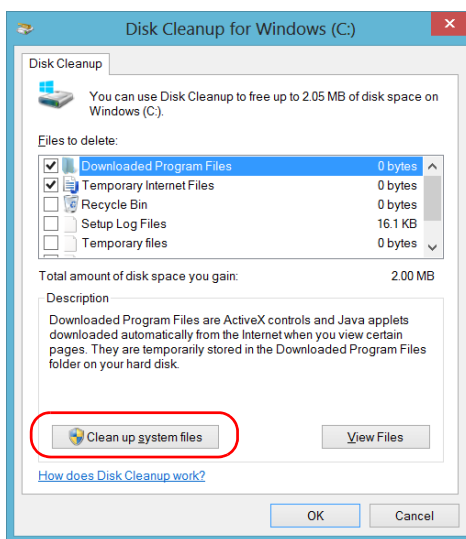 Disk Cleanup for Windows (C:)
Disk Cleanup
You can use Disk Cleanup to free up to 2.05 MB of disk space on
Windows (C:).
Files to delete:
Downloaded Program Files 0 bytes
Temporary Internet Files 0 bytes
Recycle Bin 0 bytes
Setup Log Files 16.1 KB
Temporary files 0 bytes
Total amount of disk space you gain: 2.00 MB
Description
Downloaded Program Files are ActiveX controls and Java applets
downloaded automatically from the Internet when you view certain
pages. They are temporarily stored in the Downloaded Program Files
folder on your hard disk.
Clean up system files View Files
How does Disk Cleanup work?
OK Cancel